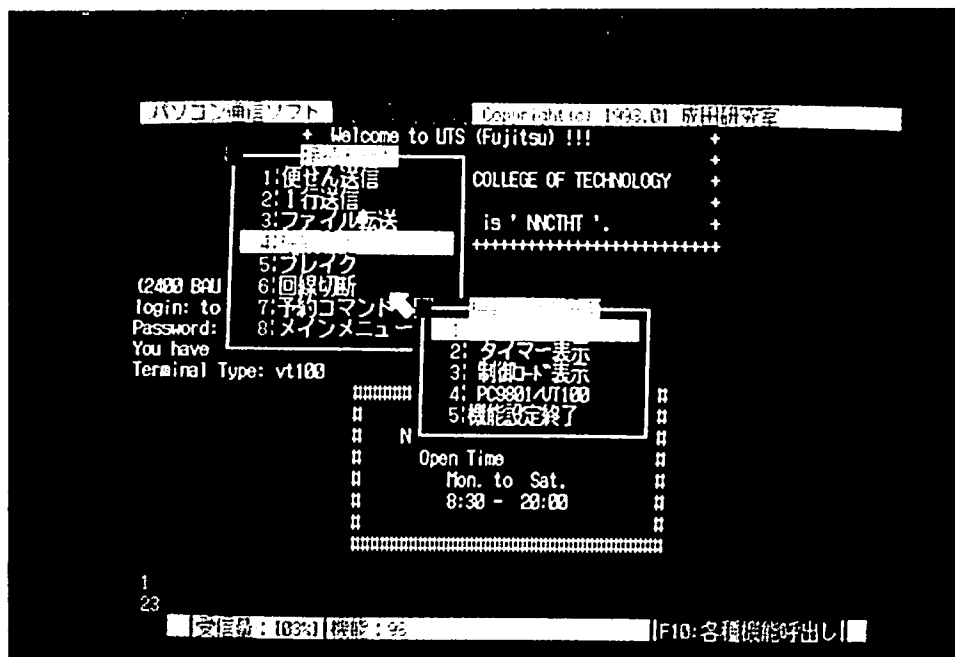 パソコン通信ソフト
Copyright(c) 1993.01 成田研究室
+ Welcome to UTS (Fujitsu) !!! +
+
COLLEGE OF TECHNOLOGY +
+
is ' NNCTHT '. +
+++++++++++++++++++++++
1:便せん送信
2:1行送信
3:ファイル転送
4:
5:ブレイク
6:回線切断
7:予約コマンド
8:メインメニュー
(2400 BAU
login: to
Password:
You have
Terminal Type: vt100
1:
2: タイマー表示
3: 制御コード表示
4: PC9801/VT100
5:機能設定終了
N
Open Time
Mon. to Sat.
8:30 - 20:00
1
23
F10:各種機能呼出し